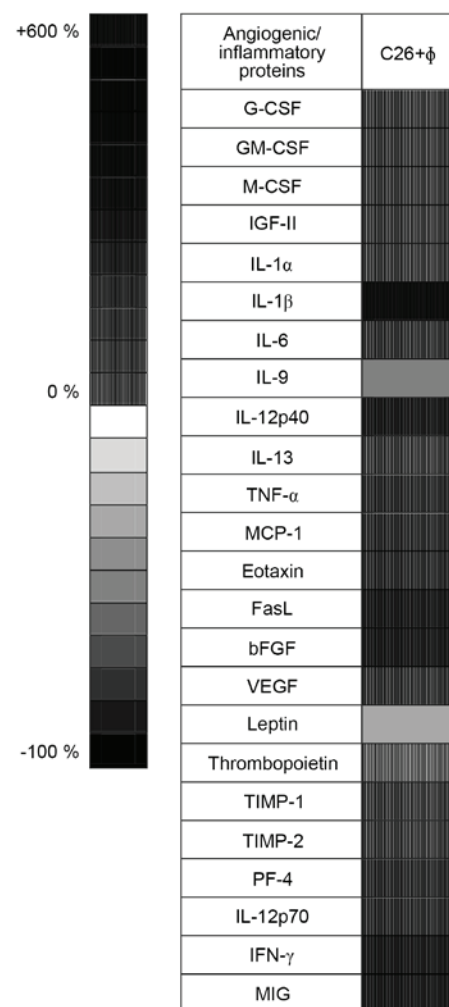 +600 %
0 %
-100 %
Angiogenic/
inflammatory
proteins
C26+ϕ
G-CSF
GM-CSF
M-CSF
IGF-II
IL-1α
IL-1β
IL-6
IL-9
IL-12p40
IL-13
TNF-α
MCP-1
Eotaxin
FasL
bFGF
VEGF
Leptin
Thrombopoietin
TIMP-1
TIMP-2
PF-4
IL-12p70
IFN-γ
MIG